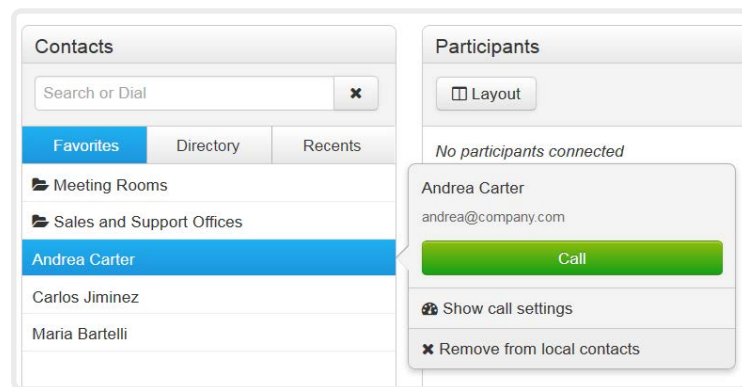 Contacts
Search or Dial
Favorites Directory Recents
Meeting Rooms
Sales and Support Offices
Andrea Carter
Carlos Jiminez
Maria Bartelli
Participants
Layout
No participants connected
Andrea Carter
andrea@company.com
Call
Show call settings
Remove from local contacts